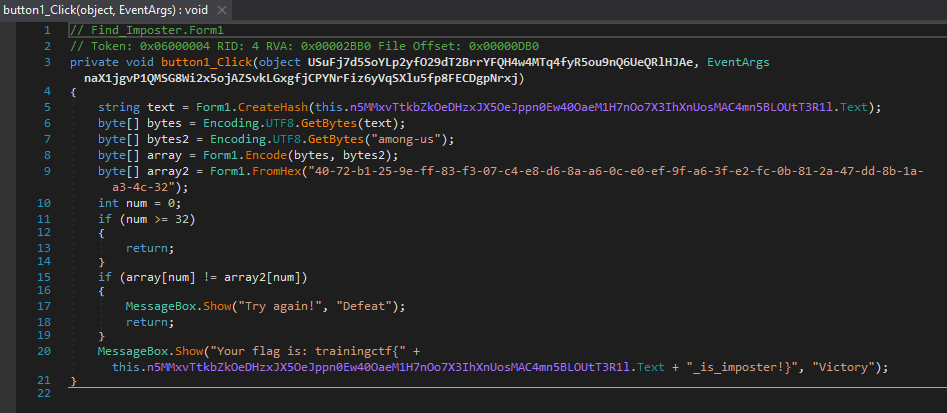 button1_Click(object, EventArgs) : void ×
1 // Find_Imposter.Form1
2 // Token: 0x06000004 RID: 4 RVA: 0x00002BB0 File Offset: 0x00000DB0
3 private void button1_Click(object USuFj7d5SoYLp2yfO29dT2BrrYFQH4w4MTq4fyR5ou9nQ6UeQRlHJAe, EventArgs
naX1jgvP1QMSG8Wi2x5ojAZSvkLGxgfjCPYNrFiz6yVqSXlu5fp8FECDgpNrxj)
4 {
5 string text = Form1.CreateHash(this.n5MMxvTtkbZkOeDHzxJX5OeJppn0Ew40OaeM1H7nOo7X3IhXnUosMAC4mn5BLOUtT3R1l.Text);
6 byte[] bytes = Encoding.UTF8.GetBytes(text);
7 byte[] bytes2 = Encoding.UTF8.GetBytes("among-us");
8 byte[] array = Form1.Encode(bytes, bytes2);
9 byte[] array2 = Form1.FromHex("40-72-b1-25-9e-ff-83-f3-07-c4-e8-d6-8a-a6-0c-e0-ef-9f-a6-3f-e2-fc-0b-81-2a-47-dd-8b-1a-
a3-4c-32");
10 int num = 0;
11 if (num >= 32)
12 {
13 return;
14 }
15 if (array[num] != array2[num])
16 {
17 MessageBox.Show("Try again!", "Defeat");
18 return;
19 }
20 MessageBox.Show("Your flag is: trainingctf{" +
this.n5MMxvTtkbZkOeDHzxJX5OeJppn0Ew40OaeM1H7nOo7X3IhXnUosMAC4mn5BLOUtT3R1l.Text + "_is_imposter!}", "Victory");
21 }
22